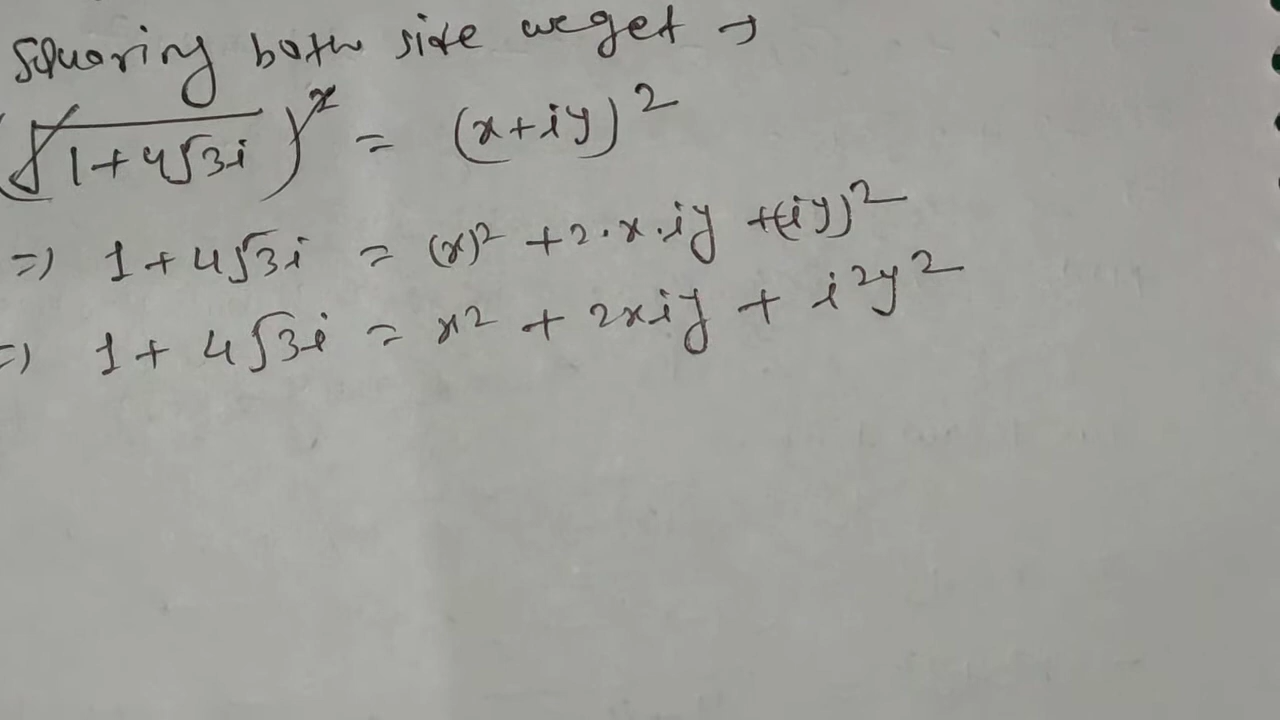 Squaring both side we get →
(√1+4√3i)² = (x+iy)²
⇒ 1+4√3i = (x)² + 2·x·iy +(iy)²
⇒ 1+ 4√3i = x² + 2xiy + i²y²